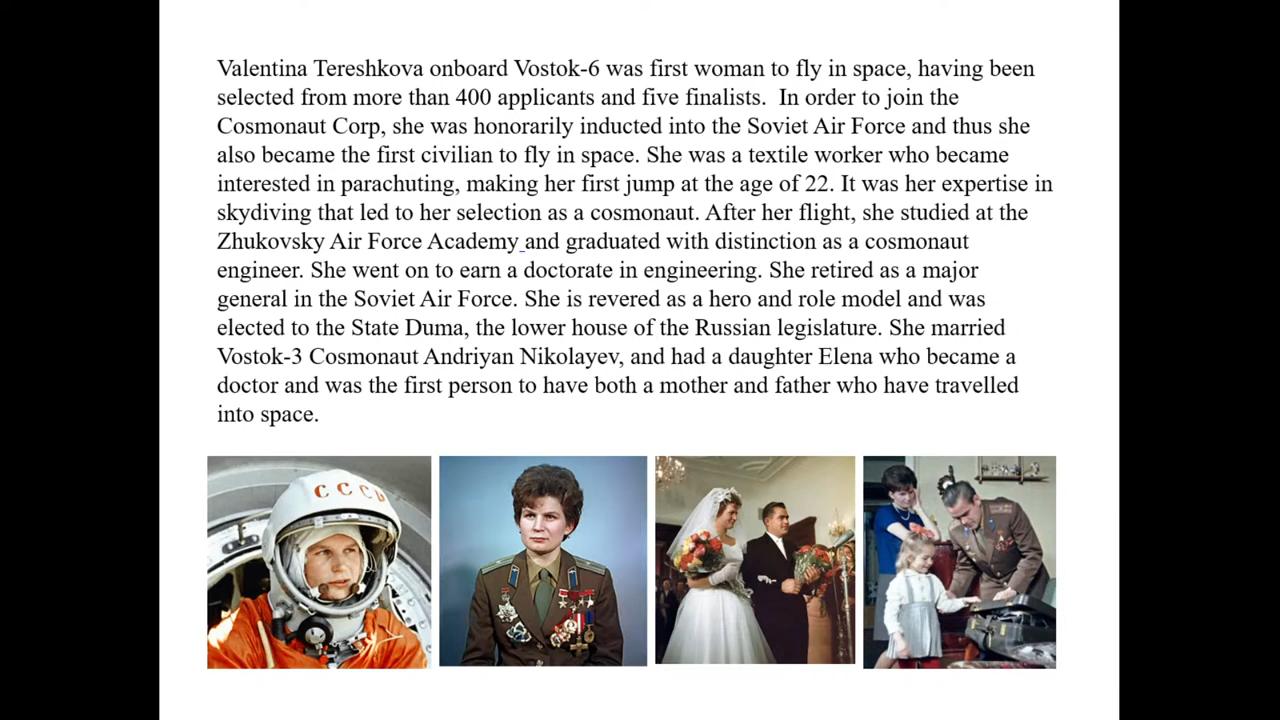 Valentina Tereshkova onboard Vostok-6 was first woman to fly in space, having been
selected from more than 400 applicants and five finalists.  In order to join the
Cosmonaut Corp, she was honorarily inducted into the Soviet Air Force and thus she
also became the first civilian to fly in space. She was a textile worker who became
interested in parachuting, making her first jump at the age of 22. It was her expertise in
skydiving that led to her selection as a cosmonaut. After her flight, she studied at the
Zhukovsky Air Force Academy and graduated with distinction as a cosmonaut
engineer. She went on to earn a doctorate in engineering. She retired as a major
general in the Soviet Air Force. She is revered as a hero and role model and was
elected to the State Duma, the lower house of the Russian legislature. She married
Vostok-3 Cosmonaut Andriyan Nikolayev, and had a daughter Elena who became a
doctor and was the first person to have both a mother and father who have travelled
into space.
СССР